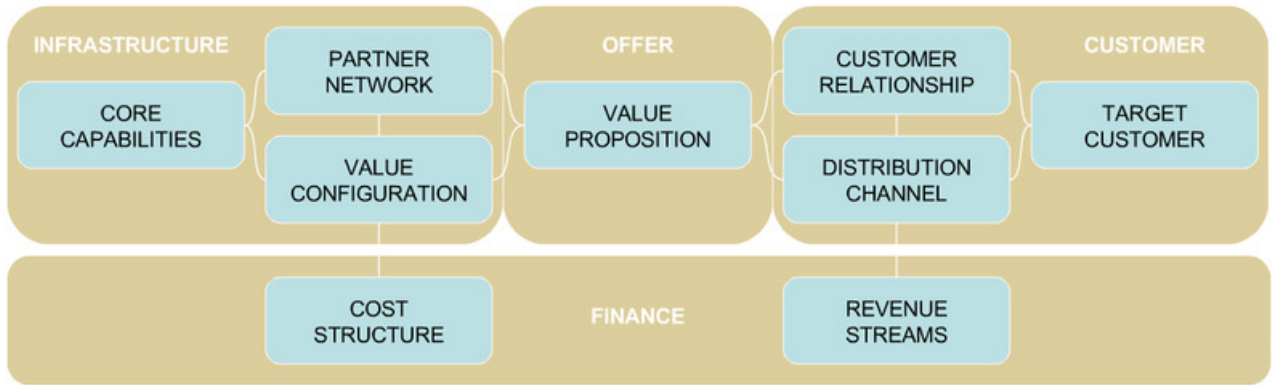 INFRASTRUCTURE
CORE
CAPABILITIES
PARTNER
NETWORK
VALUE
CONFIGURATION
OFFER
VALUE
PROPOSITION
CUSTOMER
CUSTOMER
RELATIONSHIP
DISTRIBUTION
CHANNEL
TARGET
CUSTOMER
FINANCE
COST
STRUCTURE
REVENUE
STREAMS